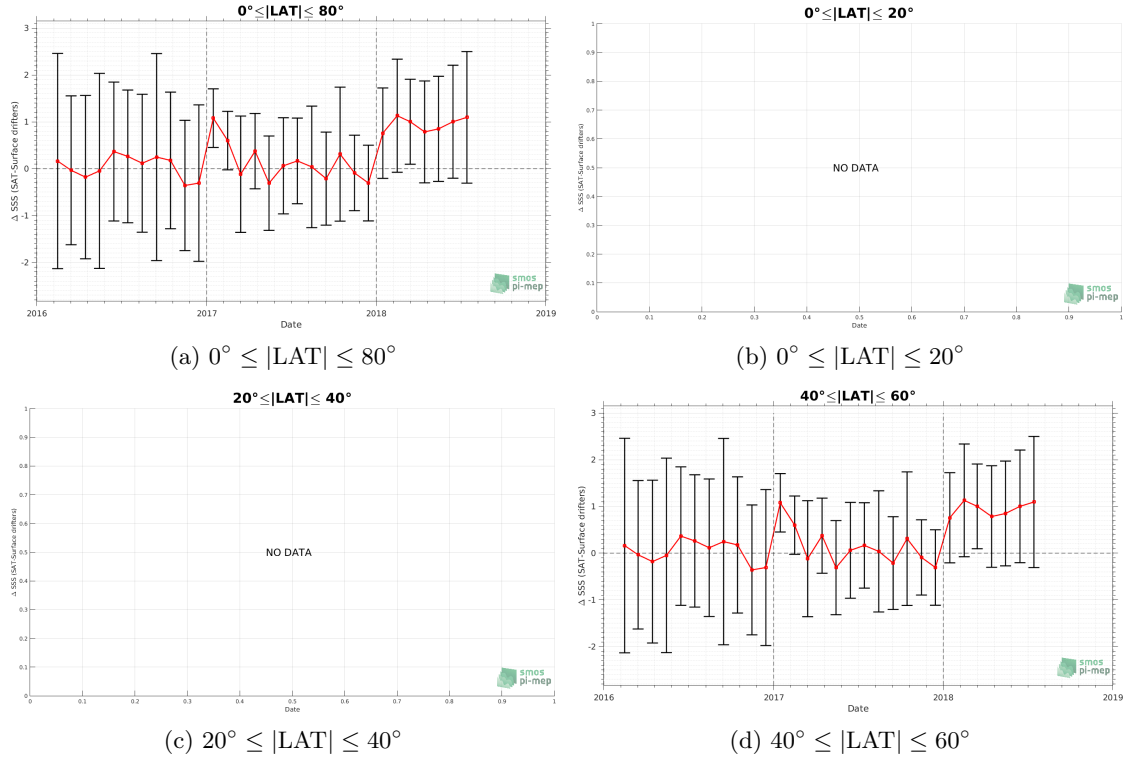 0°≤|LAT|≤ 80°
3
2
1
0
-1
-2
Δ SSS (SAT-Surface drifters)
2016
2017
2018
2019
Date
smos
pi-mep
(a) 0° ≤ |LAT| ≤ 80°
0°≤|LAT|≤ 20°
1
0.9
0.8
0.7
0.6
0.5
0.4
0.3
0.2
0.1
0
Δ SSS (SAT-Surface drifters)
NO DATA
0
0.1
0.2
0.3
0.4
0.5
0.6
0.7
0.8
0.9
1
Date
smos
pi-mep
(b) 0° ≤ |LAT| ≤ 20°
20°≤|LAT|≤ 40°
1
0.9
0.8
0.7
0.6
0.5
0.4
0.3
0.2
0.1
0
Δ SSS (SAT-Surface drifters)
NO DATA
0
0.1
0.2
0.3
0.4
0.5
0.6
0.7
0.8
0.9
1
Date
smos
pi-mep
(c) 20° ≤ |LAT| ≤ 40°
40°≤|LAT|≤ 60°
3
2
1
0
-1
-2
Δ SSS (SAT-Surface drifters)
2016
2017
2018
2019
Date
smos
pi-mep
(d) 40° ≤ |LAT| ≤ 60°